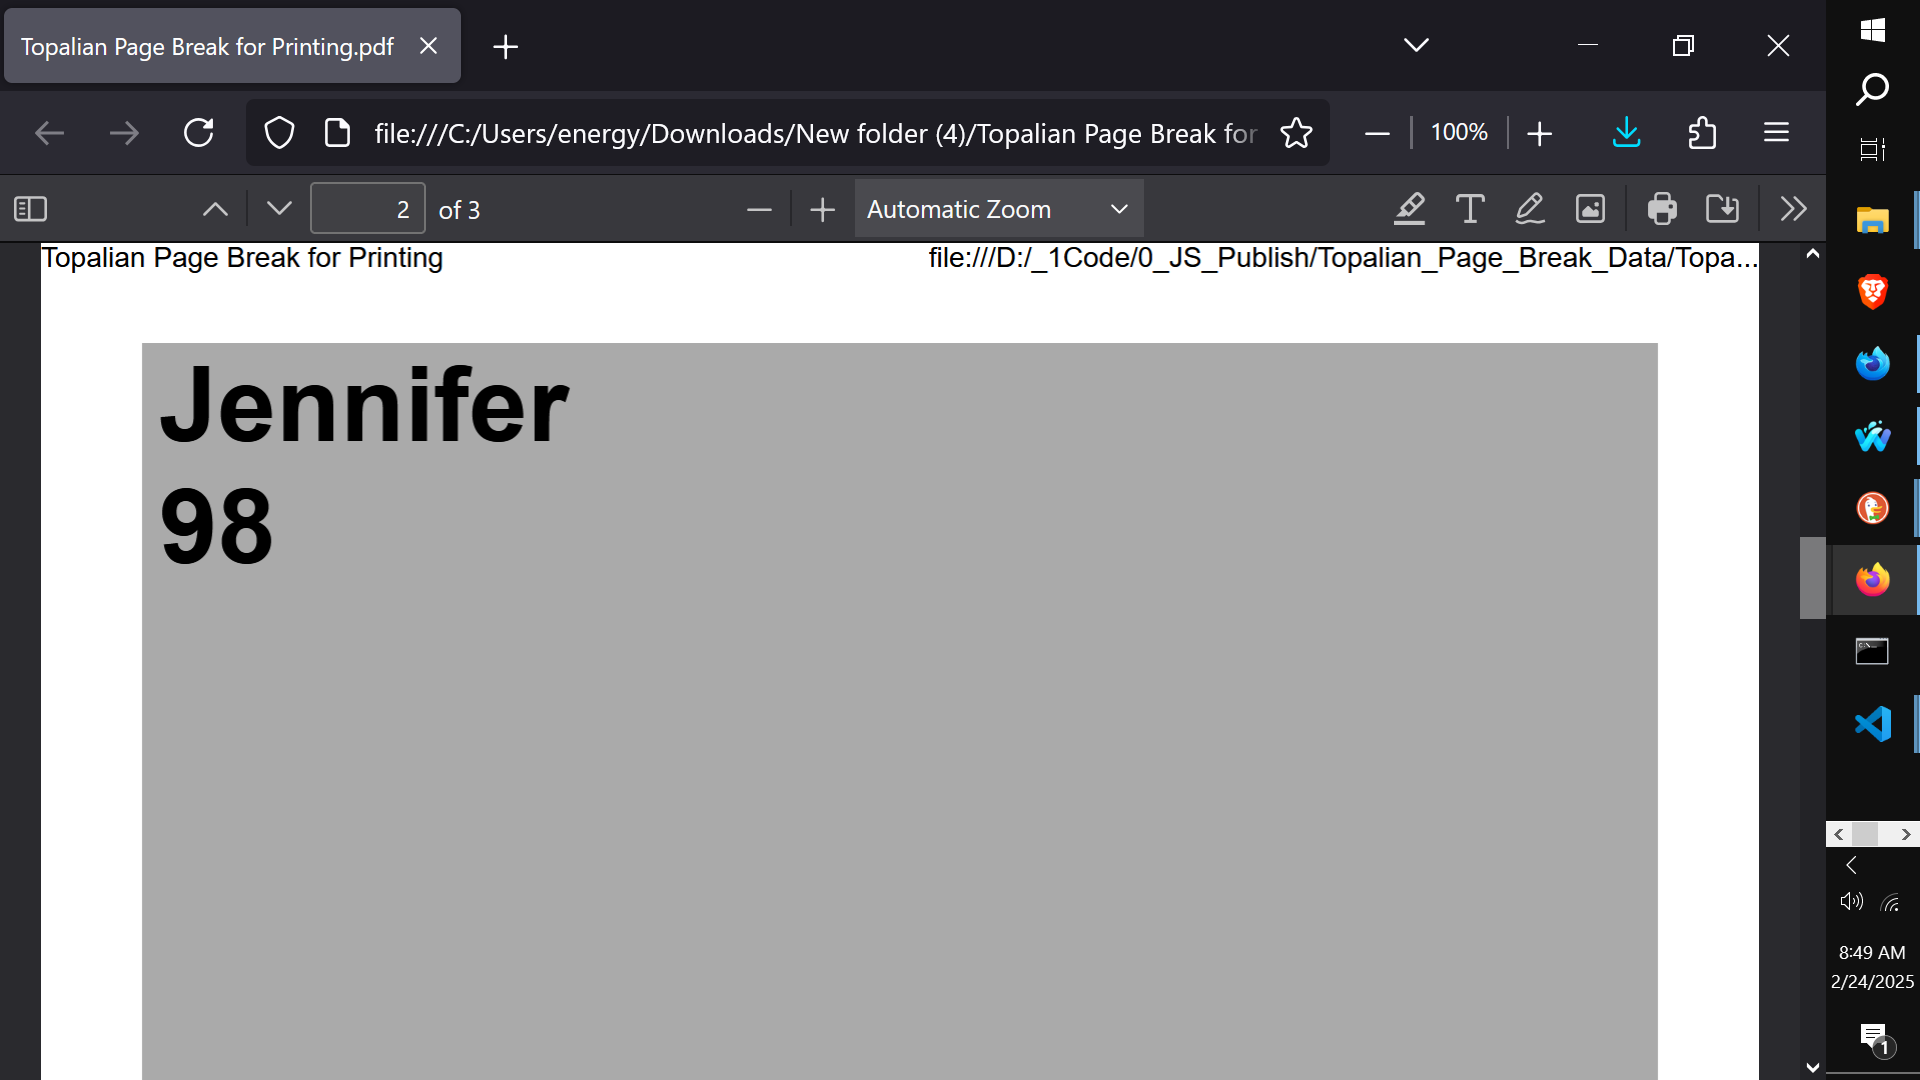 Topalian Page Break for Printing.pdf
file:///C:/Users/energy/Downloads/New folder (4)/Topalian Page Break for
100%
2 of 3
Automatic Zoom
Topalian Page Break for Printing file:///D:/_1Code/0_JS_Publish/Topalian_Page_Break_Data/Topa...
Jennifer
98
8:49 AM
2/24/2025
1